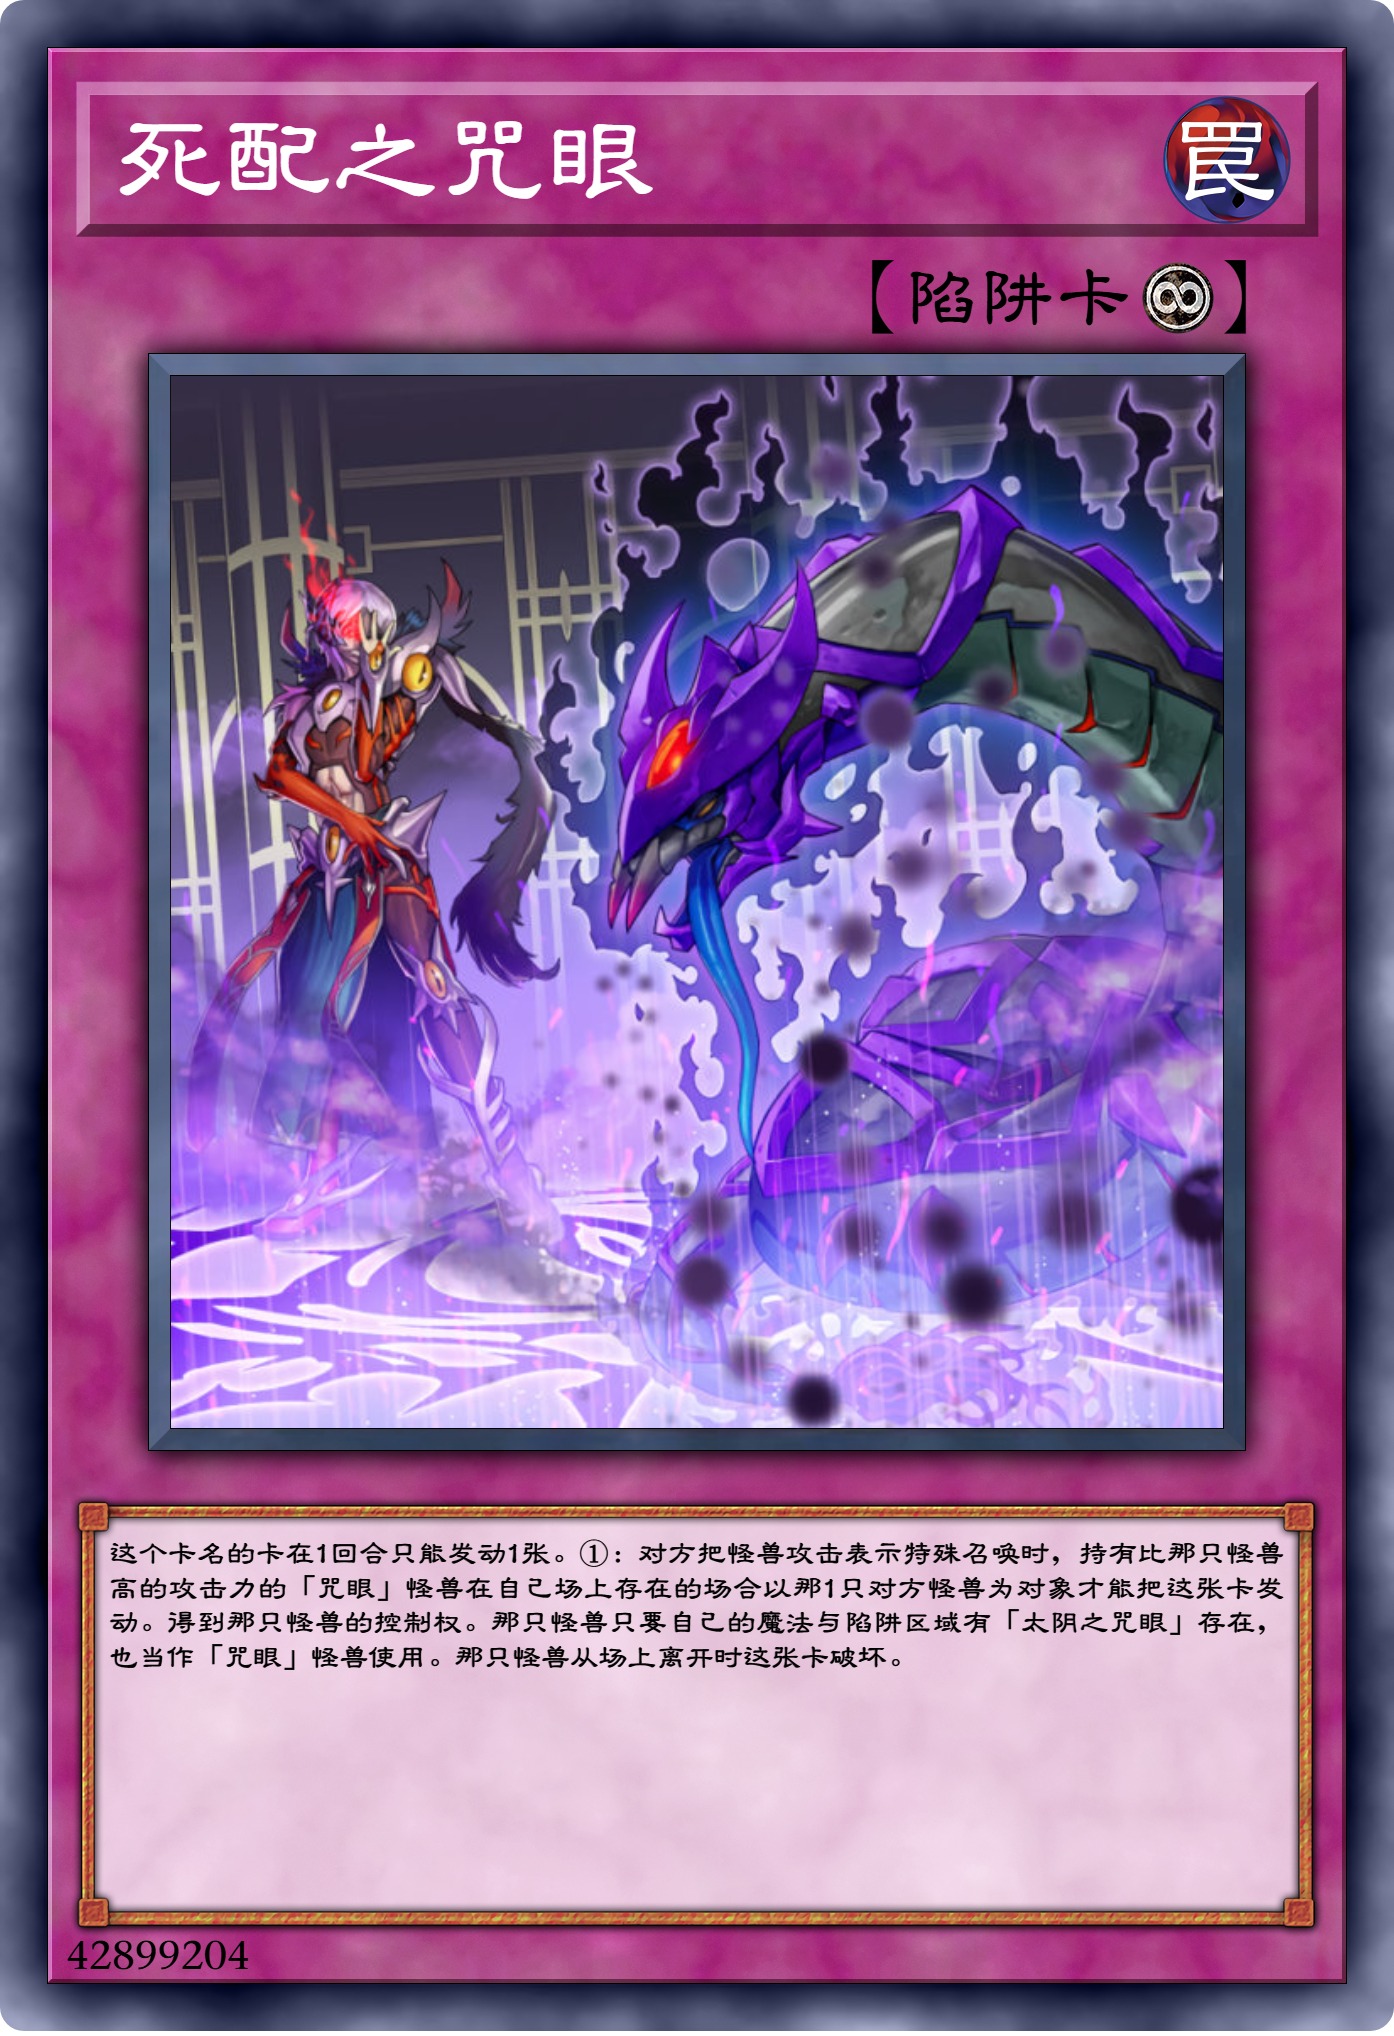 死配之咒眼
罠
【陷阱卡】
这个卡名的卡在1回合只能发动1张。①：对方把怪兽攻击表示特殊召唤时，持有比那只怪兽
高的攻击力的「咒眼」怪兽在自己场上存在的场合以那1只对方怪兽为对象才能把这张卡发
动。得到那只怪兽的控制权。那只怪兽只要自己的魔法与陷阱区域有「太阴之咒眼」存在，
也当作「咒眼」怪兽使用。那只怪兽从场上离开时这张卡破坏。
42899204